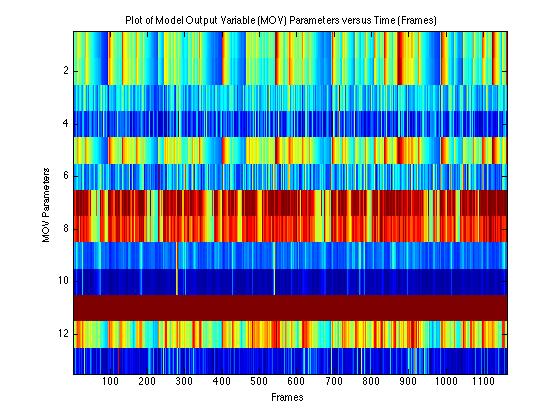 Plot of Model Output Variable (MOV) Parameters versus Time (Frames)
MOV Parameters
2
4
6
8
10
12
100 200 300 400 500 600 700 800 900 1000 1100
Frames